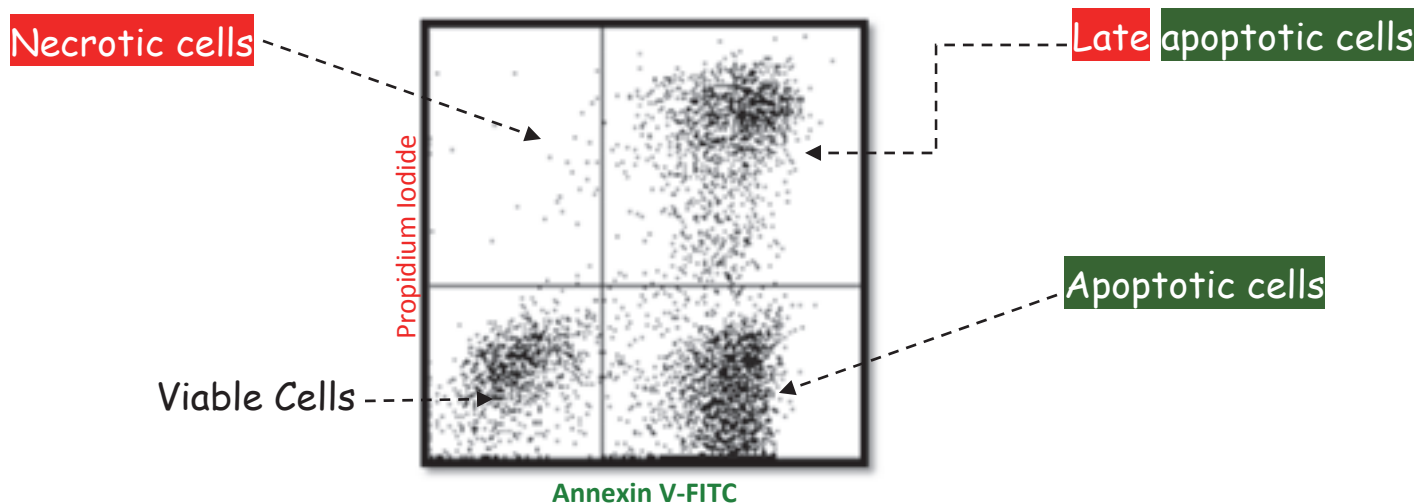 Necrotic cells
Late apoptotic cells
Propidium Iodide
Apoptotic cells
Viable Cells
Annexin V-FITC